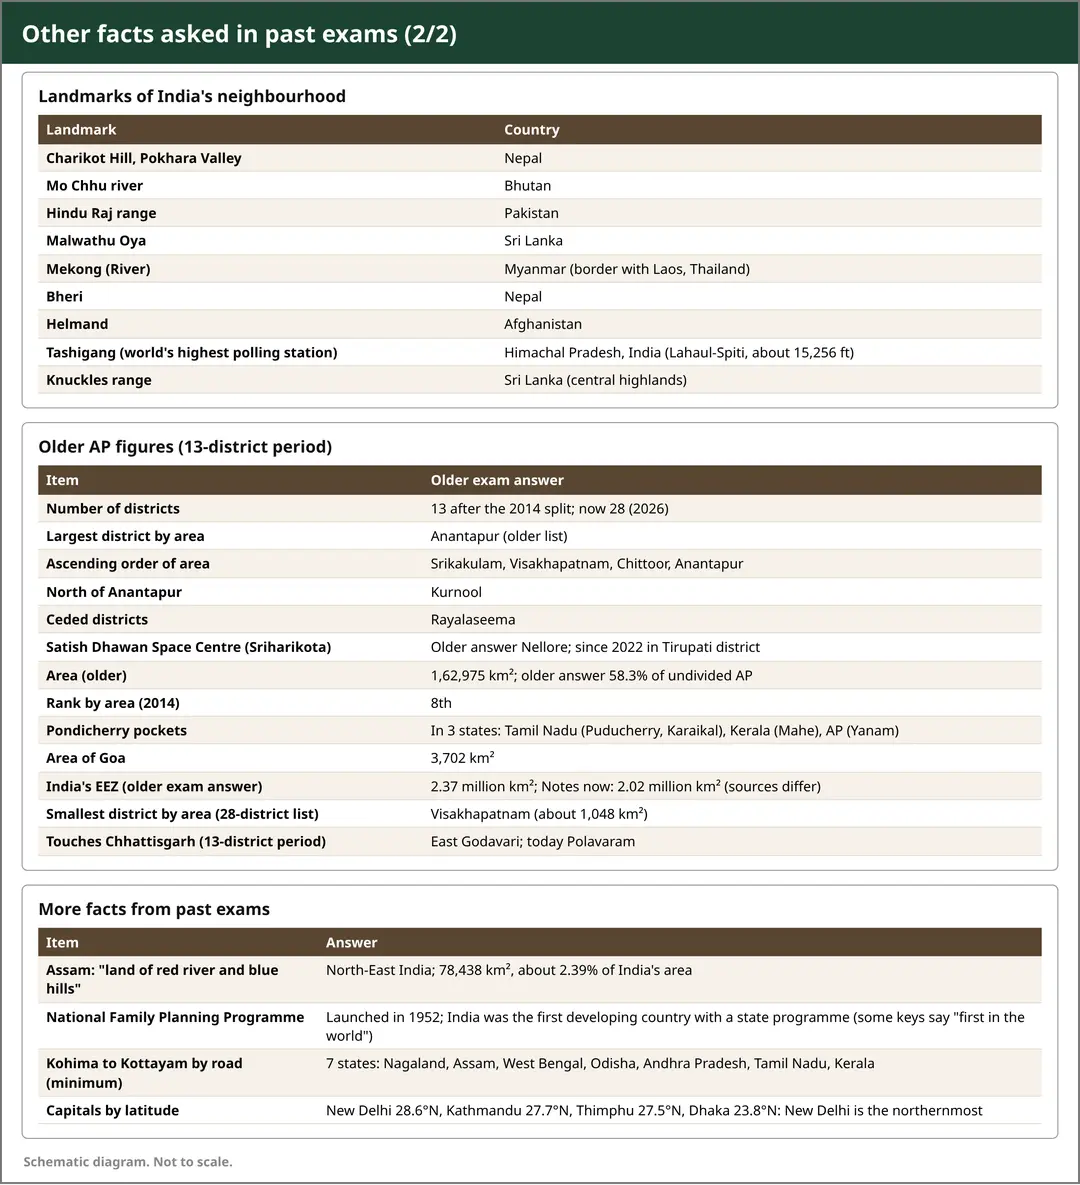 Other facts asked in past exams (2/2)
Landmarks of India's neighbourhood
Landmark Country
Charikot Hill, Pokhara Valley Nepal
Mo Chhu river Bhutan
Hindu Raj range Pakistan
Malwathu Oya Sri Lanka
Mekong (River) Myanmar (border with Laos, Thailand)
Bheri Nepal
Helmand Afghanistan
Tashigang (world's highest polling station) Himachal Pradesh, India (Lahaul-Spiti, about 15,256 ft)
Knuckles range Sri Lanka (central highlands)
Older AP figures (13-district period)
Item Older exam answer
Number of districts 13 after the 2014 split; now 28 (2026)
Largest district by area Anantapur (older list)
Ascending order of area Srikakulam, Visakhapatnam, Chittoor, Anantapur
North of Anantapur Kurnool
Ceded districts Rayalaseema
Satish Dhawan Space Centre (Sriharikota) Older answer Nellore; since 2022 in Tirupati district
Area (older) 1,62,975 km²; older answer 58.3% of undivided AP
Rank by area (2014) 8th
Pondicherry pockets In 3 states: Tamil Nadu (Puducherry, Karaikal), Kerala (Mahe), AP (Yanam)
Area of Goa 3,702 km²
India's EEZ (older exam answer) 2.37 million km²; Notes now: 2.02 million km² (sources differ)
Smallest district by area (28-district list) Visakhapatnam (about 1,048 km²)
Touches Chhattisgarh (13-district period) East Godavari; today Polavaram
More facts from past exams
Item Answer
Assam: "land of red river and blue North-East India; 78,438 km², about 2.39% of India's area
hills"
National Family Planning Programme Launched in 1952; India was the first developing country with a state programme (some keys say "first in the
world")
Kohima to Kottayam by road 7 states: Nagaland, Assam, West Bengal, Odisha, Andhra Pradesh, Tamil Nadu, Kerala
(minimum)
Capitals by latitude New Delhi 28.6°N, Kathmandu 27.7°N, Thimphu 27.5°N, Dhaka 23.8°N: New Delhi is the northernmost
Schematic diagram. Not to scale.